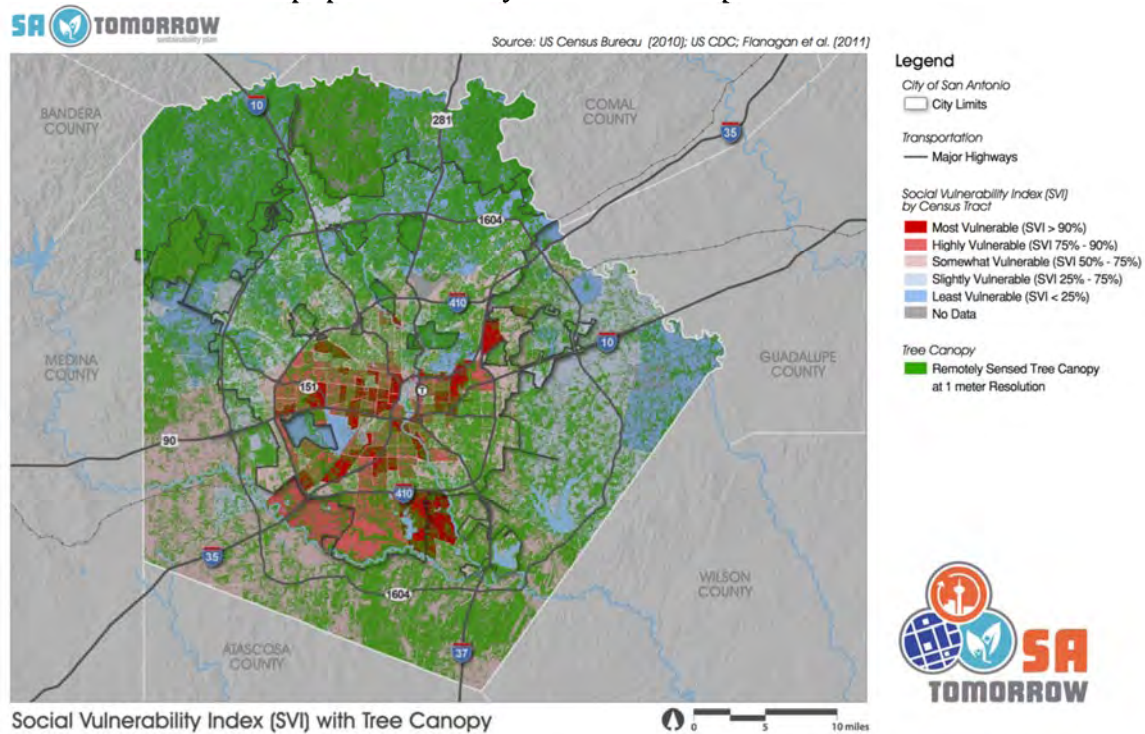 SA TOMORROW
sustainability plan
Source: US Census Bureau [2010]; US CDC; Flanagan et al. [2011]
BANDERA
COUNTY
COMAL
COUNTY
10
281
35
1604
410
MEDINA
COUNTY
10
GUADALUPE
COUNTY
151
90
410
35
WILSON
COUNTY
1604
ATASCOSA
COUNTY
37
Legend
City of San Antonio
City Limits
Transportation
Major Highways
Social Vulnerability Index (SVI)
by Census Tract
Most Vulnerable (SVI > 90%)
Highly Vulnerable (SVI 75% - 90%)
Somewhat Vulnerable (SVI 50% - 75%)
Slightly Vulnerable (SVI 25% - 75%)
Least Vulnerable (SVI < 25%)
No Data
Tree Canopy
Remotely Sensed Tree Canopy
at 1 meter Resolution
SA
TOMORROW
Social Vulnerability Index (SVI) with Tree Canopy
0 5 10 miles